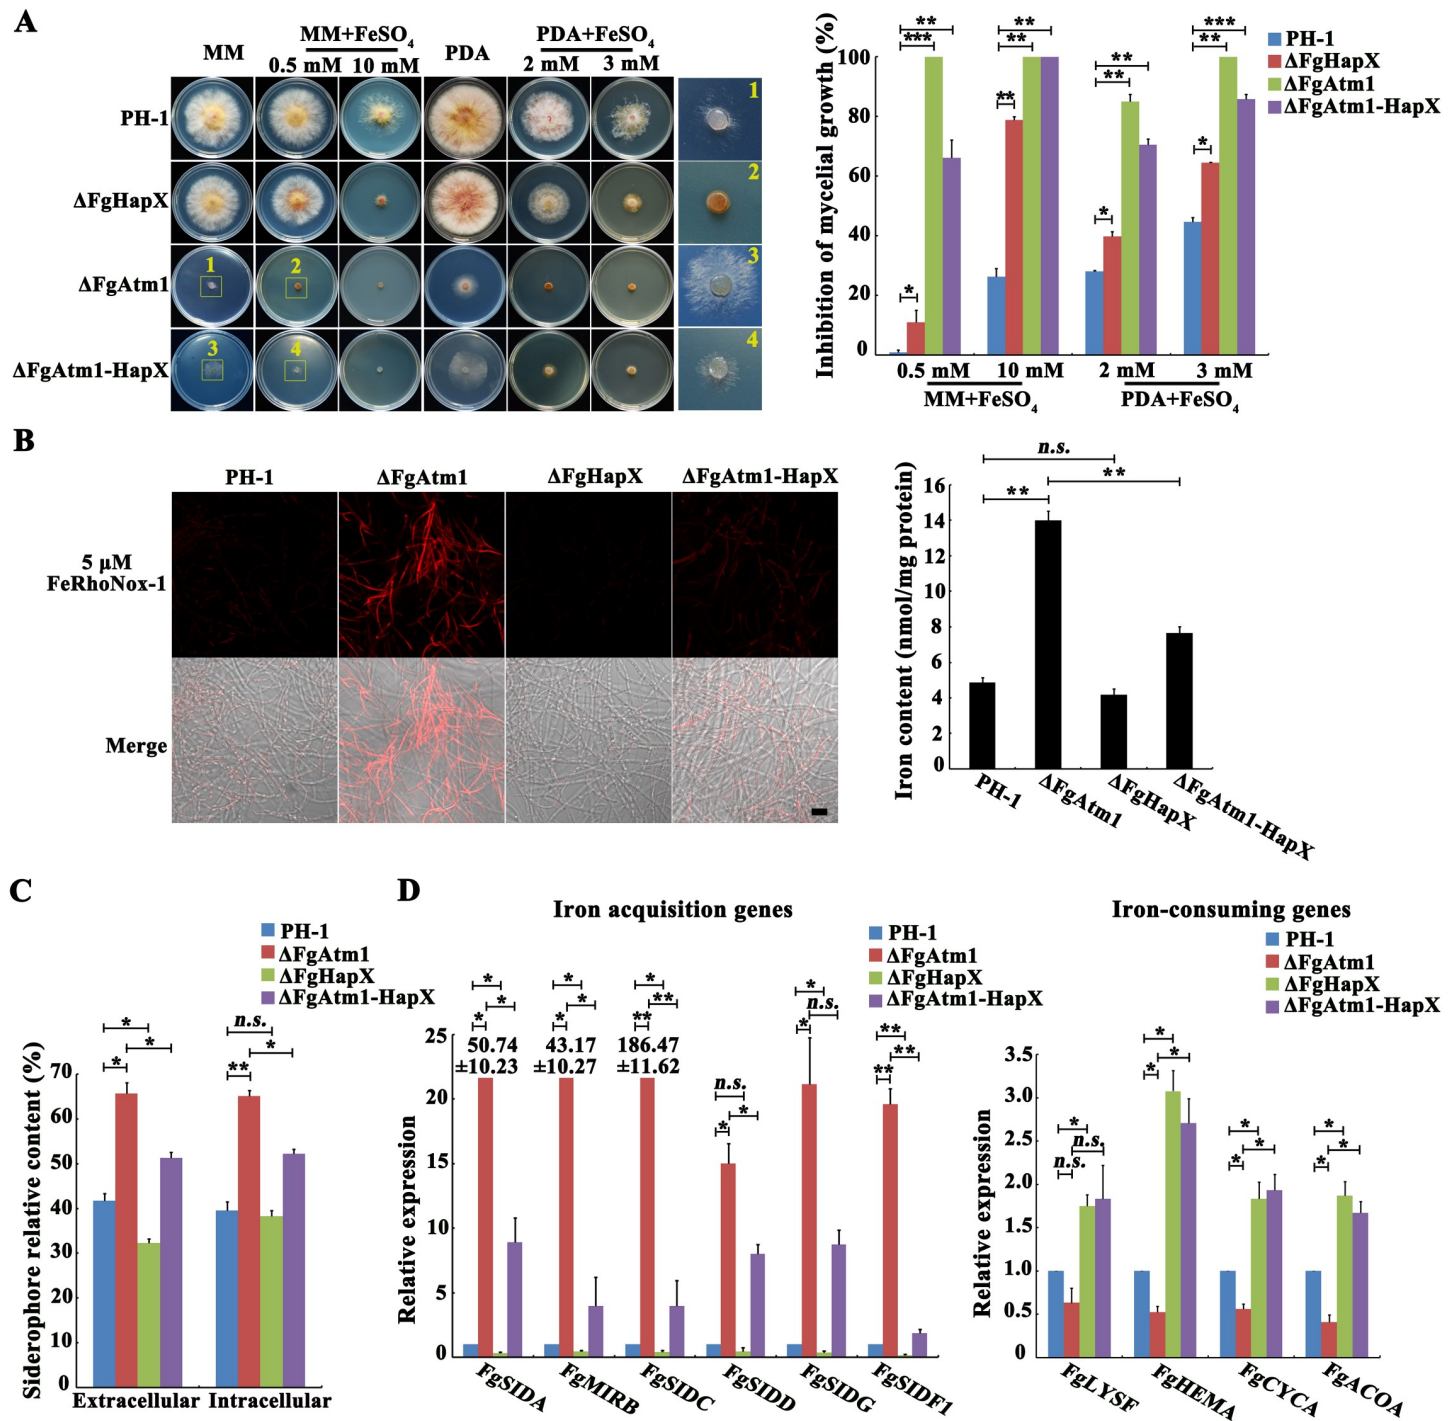 A
MM
MM+FeSO4
0.5 mM 10 mM
PDA
PDA+FeSO4
2 mM 3 mM
PH-1
ΔFgHapX
ΔFgAtm1
ΔFgAtm1-HapX
1
2
3
4
1
2
3
4
Inhibition of mycelial growth (%)
100
80
60
40
20
0
** *** ** ** ** ** ** *** **
* ** * *
PH-1
ΔFgHapX
ΔFgAtm1
ΔFgAtm1-HapX
0.5 mM 10 mM 2 mM 3 mM
MM+FeSO4 PDA+FeSO4
B
PH-1 ΔFgAtm1 ΔFgHapX ΔFgAtm1-HapX
5 µM
FeRhoNox-1
Merge
Iron content (nmol/mg protein)
16
14
12
10
8
6
4
2
0
n.s.
** **
PH-1
ΔFgAtm1
ΔFgHapX
ΔFgAtm1-HapX
C
PH-1
ΔFgAtm1
ΔFgHapX
ΔFgAtm1-HapX
Siderophore relative content (%)
70
60
50
40
30
20
10
0
* n.s.
* * ** *
Extracellular Intracellular
D
Iron acquisition genes
PH-1
ΔFgAtm1
ΔFgHapX
ΔFgAtm1-HapX
Relative expression
25
20
15
10
5
0
* * * * n.s. ** **
* * ** n.s. *
* * ** * * **
50.74
±10.23
43.17
±10.27
186.47
±11.62
FgSIDA
FgMIRB
FgSIDC
FgSIDD
FgSIDG
FgSIDF1
Iron-consuming genes
PH-1
ΔFgAtm1
ΔFgHapX
ΔFgAtm1-HapX
Relative expression
3.5
3.0
2.5
2.0
1.5
1.0
0.5
0
* * * *
n.s. * * *
n.s. * * *
FgLYSF
FgHEMA
FgCYCA
FgACOA